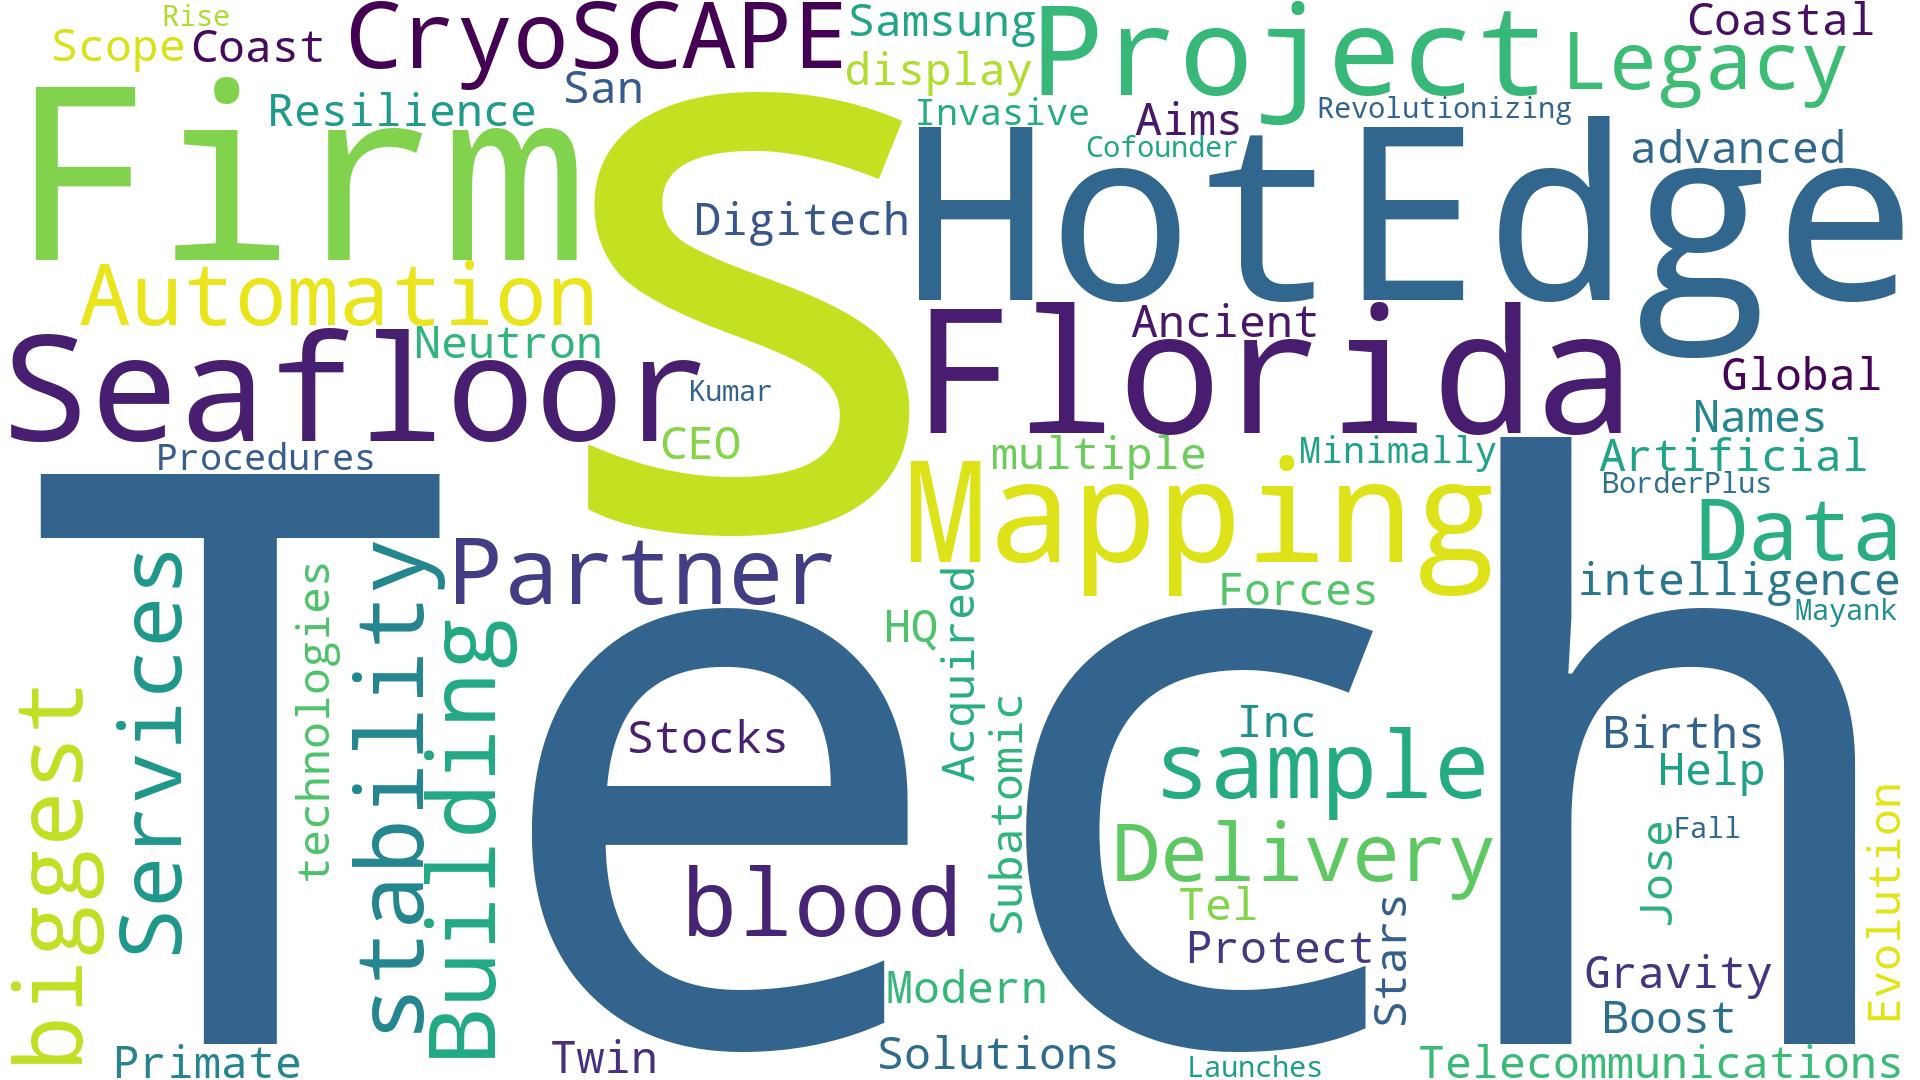 Rise
Scope
Coast
CryoSCAPE
Samsung
Project
Coastal
Legacy
display
San
Firm
Resilience
Invasive
Aims
Revolutionizing
Cofounder
advanced
S
HotEdge
Digitech
Automation
Neutron
Seafloor
Florida
Ancient
Global
Kumar
CEO
Names
Procedures
multiple
Minimally
Artificial
BorderPlus
Mapping
Data
Tech
Partner
intelligence
Forces
Mayank
HQ
Acquired
Services
technologies
stability
Building
biggest
Stocks
Subatomic
Inc
sample
Births
Help
Delivery
Jose
Fall
Evolution
blood
Tel
Protect
Stars
Modern
Gravity
Boost
Primate
Twin
Solutions
Launches
Telecommunications